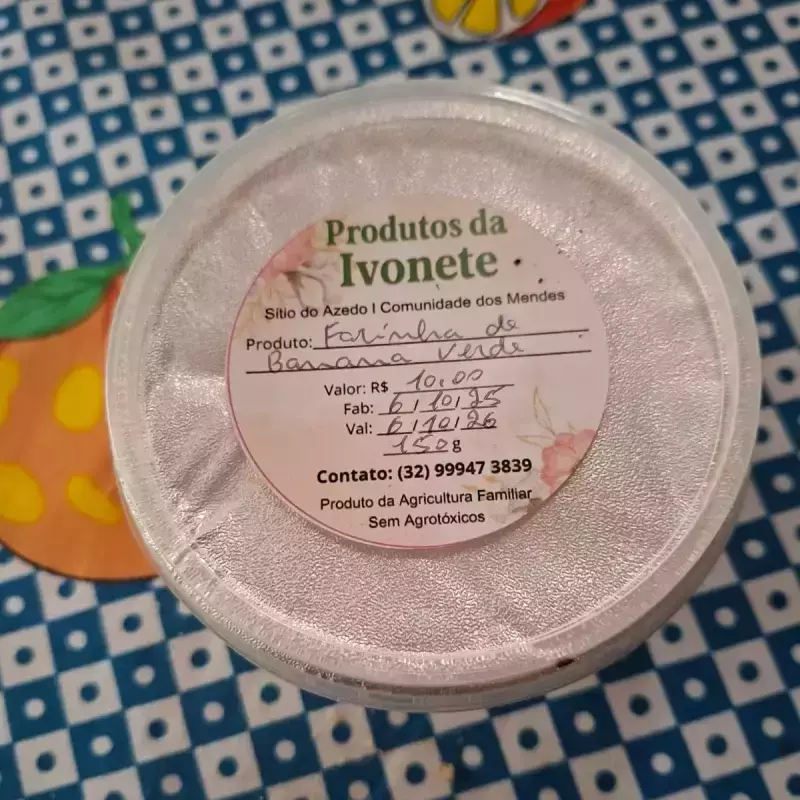 Produtos da
Ivonete
Sítio do Azedo I Comunidade dos Mendes
Produto: Farinha de
Banana verde
Valor: R$ 10,00
Fab: 6/10/25
Val: 6/10/26
150g
Contato: (32) 99947 3839
Produto da Agricultura Familiar
Sem Agrotóxicos